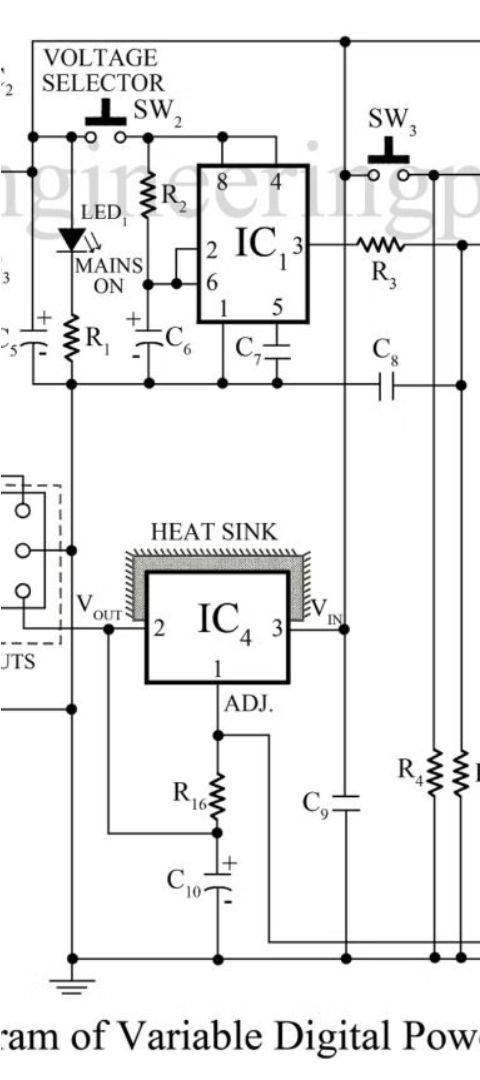 VOLTAGE
SELECTOR
SW2
SW3
ngineeringp
R2
8 4
LED1
2
IC1
3
MAINS
ON
6
R3
1 5
+
-
R1
+
-
C6
C7
C8
C5
HEAT SINK
VOUT
2
IC4
3
VIN
UTS
1
ADJ.
R16
R4
C9
+
C10
-
ram of Variable Digital Pow